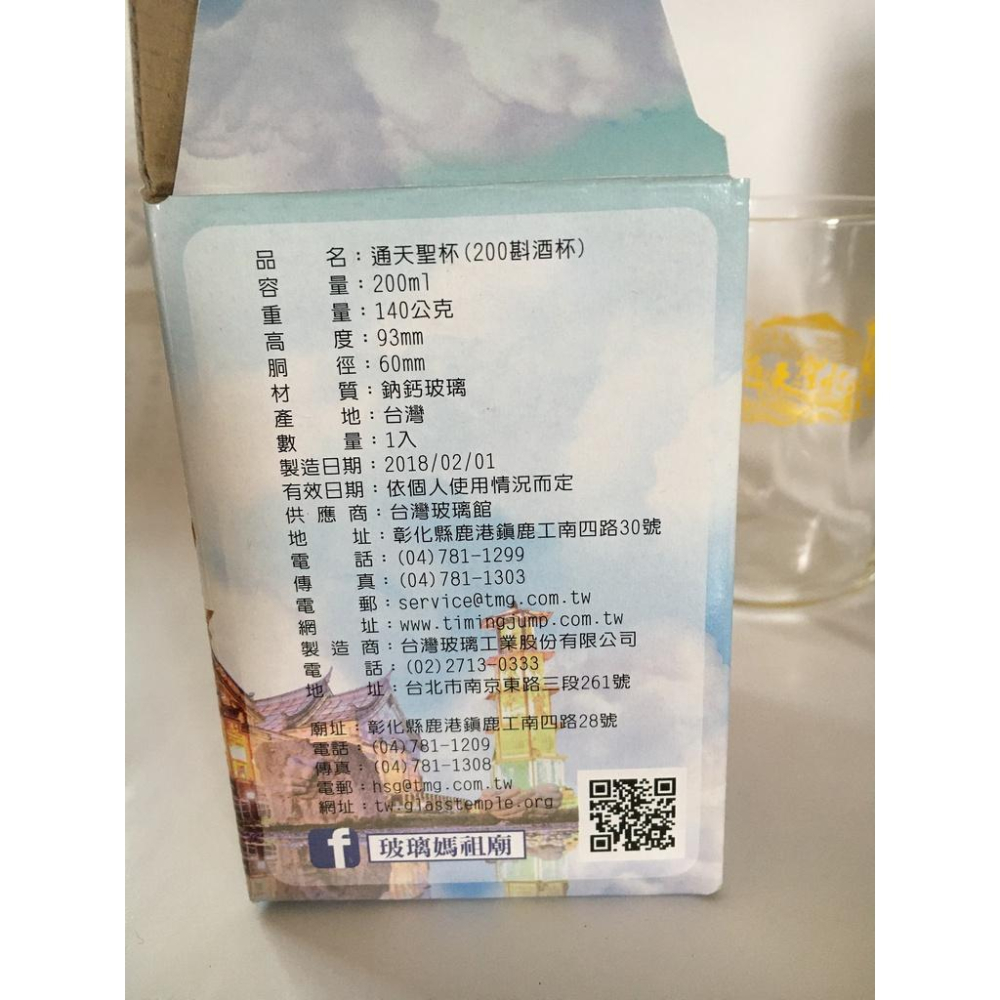 品 名：通天聖杯(200斟酒杯)
容 量：200ml
重 量：140公克
高 度：93mm
胴 徑：60mm
材 質：鈉鈣玻璃
產 地：台灣
數 量：1入
製造日期：2018/02/01
有效日期：依個人使用情況而定
供 應 商：台灣玻璃館
地 址：彰化縣鹿港鎮鹿工南四路30號
電 話：(04)781-1299
傳 真：(04)781-1303
電 郵：service@tmg.com.tw
網 址：www.timingjump.com.tw
製 造 商：台灣玻璃工業股份有限公司
電 話：(02)2713-0333
地 址：台北市南京東路三段261號
廟址：彰化縣鹿港鎮鹿工南四路28號
電話：(04)781-1209
傳真：(04)781-1308
電郵：hsg@tmg.com.tw
網址：tw.glasstemple.org
f 玻璃媽祖廟
天聖